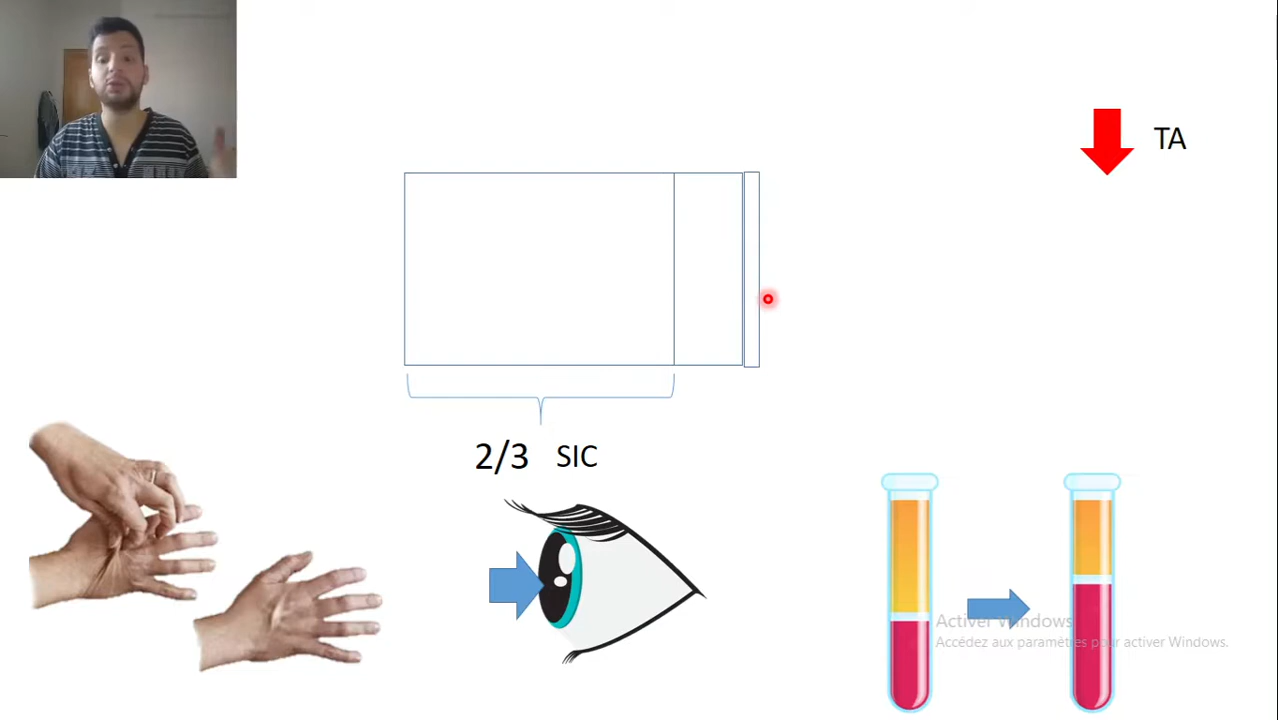 TA
2/3 SIC
Activer Windows
Accédez aux paramètres pour activer Windows.